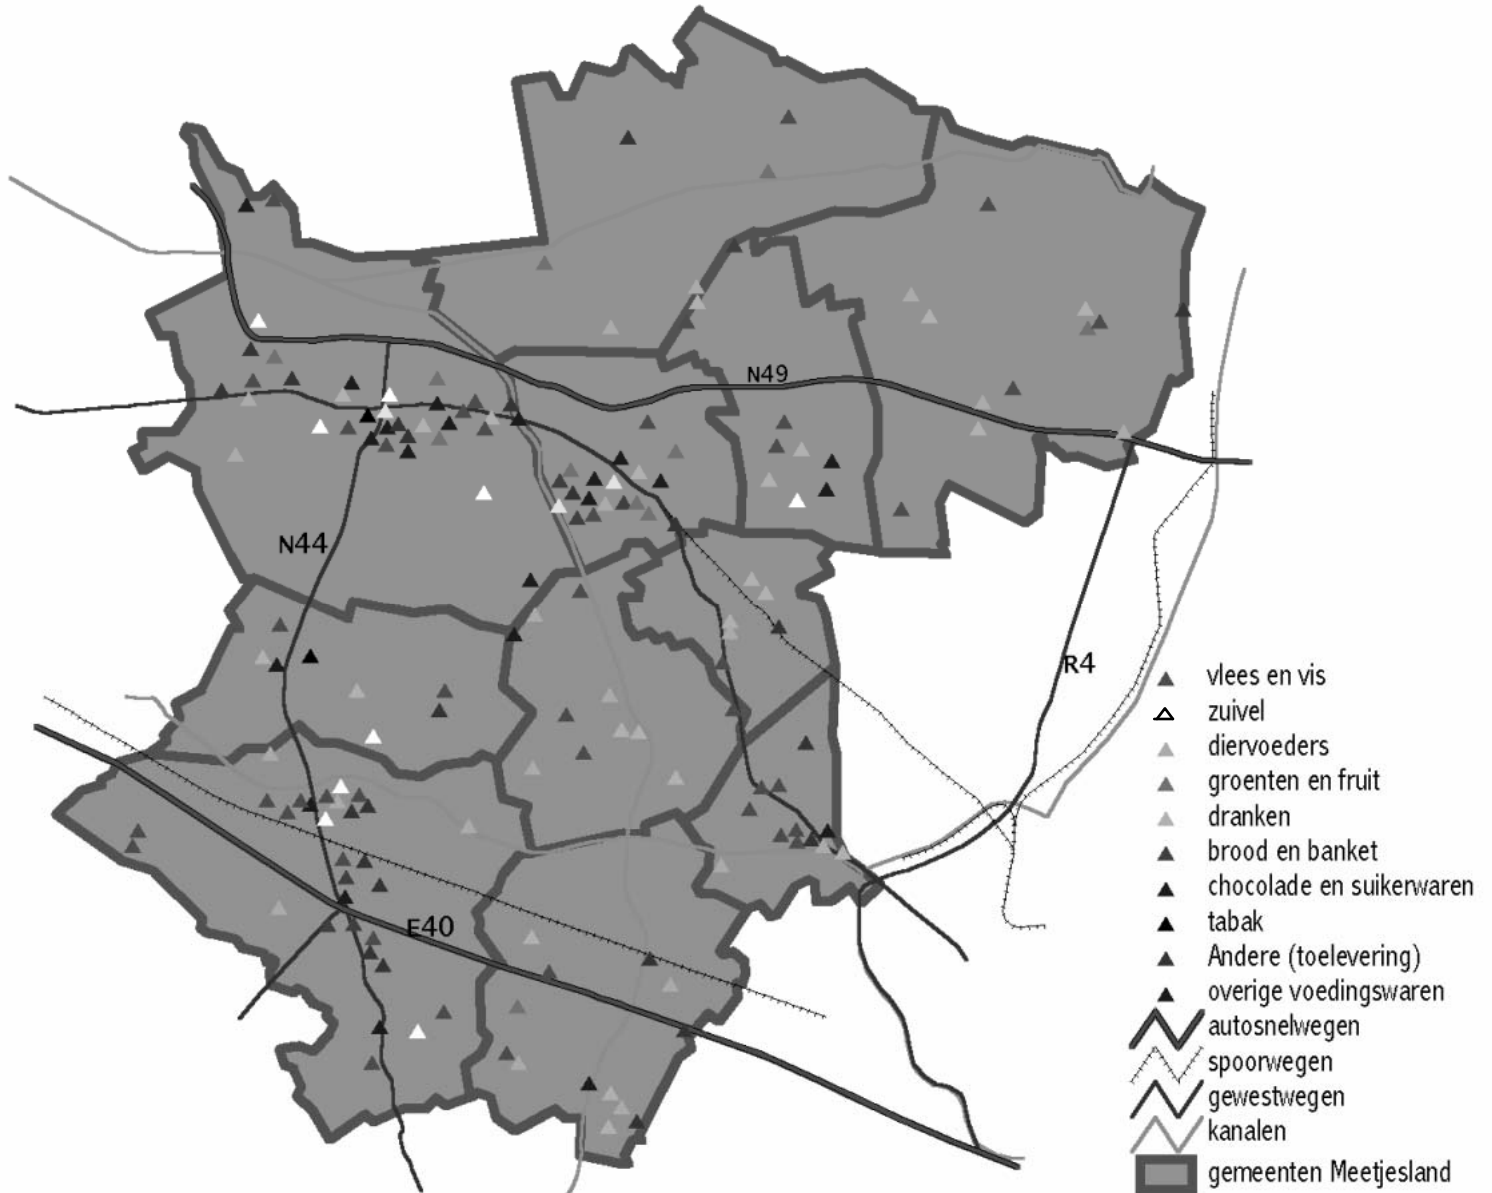 N49
N44
R4
E40
vlees en vis
zuivel
diervoeders
groenten en fruit
dranken
brood en banket
chocolade en suikerwaren
tabak
Andere (toelevering)
overige voedingswaren
autosnelwegen
spoorwegen
gewestwegen
kanalen
gemeenten Meetjesland